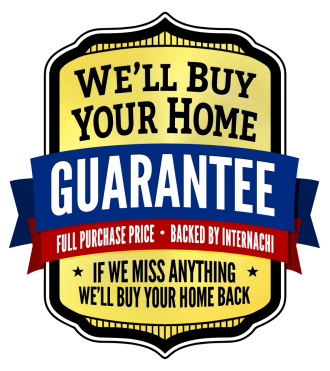 WE'LL BUY
YOUR HOME
GUARANTEE
FULL PURCHASE PRICE • BACKED BY INTERNACHI
★ IF WE MISS ANYTHING ★
WE'LL BUY YOUR HOME BACK